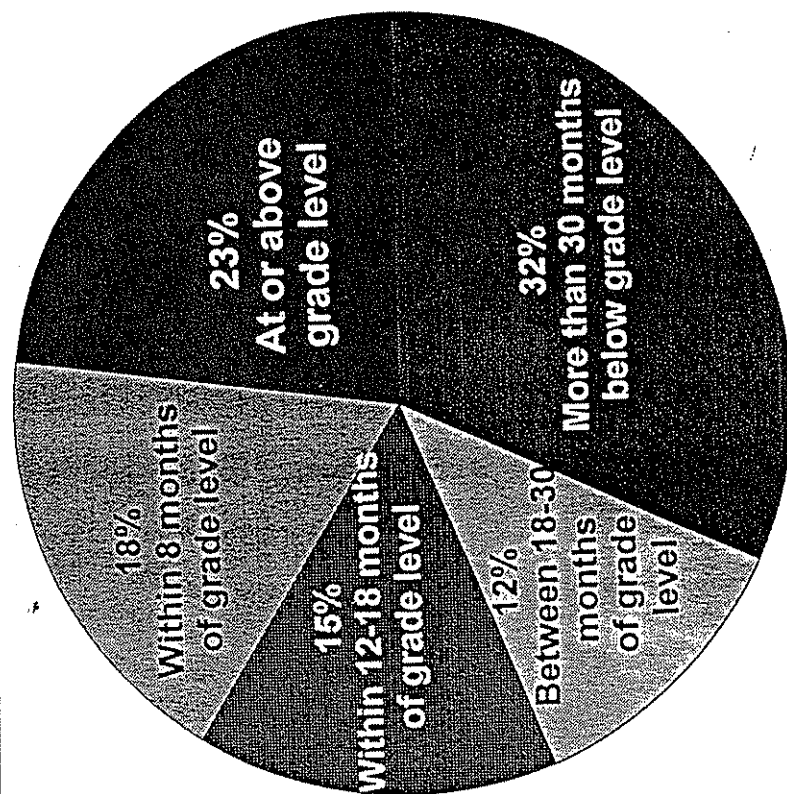 23%
At or above
grade level
32%
More than 30 months
below grade level
12%
Between 18-30
months
of grade
level
15%
Within 12-18 months
of grade level
18%
Within 8 months
of grade level